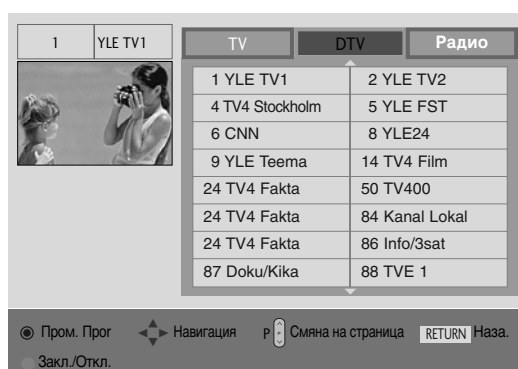 1 YLE TV1
TV DTV Радио
1 YLE TV1 2 YLE TV2
4 TV4 Stockholm 5 YLE FST
6 CNN 8 YLE24
9 YLE Teema 14 TV4 Film
24 TV4 Fakta 50 TV400
24 TV4 Fakta 84 Kanal Lokal
24 TV4 Fakta 86 Info/3sat
87 Doku/Kika 88 TVE 1
Пром. Прог Навигация P Смяна на страница RETURN Наза.
Закл./Откл.